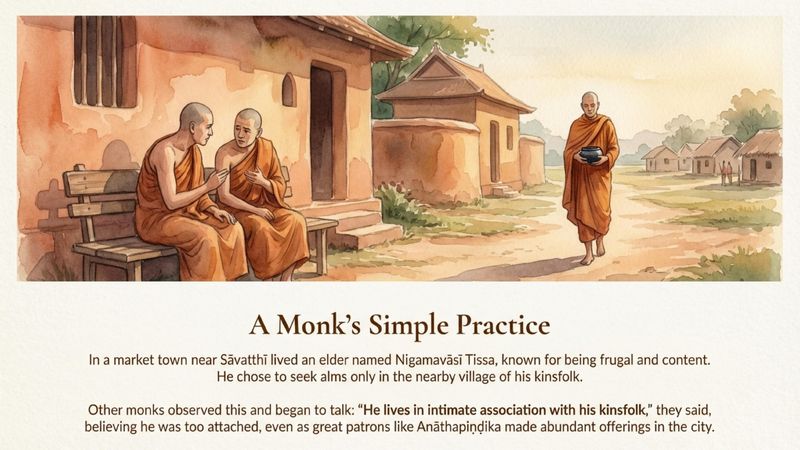 A Monk’s Simple Practice
In a market town near Sāvatthī lived an elder named Nigamavāsī Tissa, known for being frugal and content.
He chose to seek alms only in the nearby village of his kinsfolk.
Other monks observed this and began to talk: “He lives in intimate association with his kinsfolk,” they said,
believing he was too attached, even as great patrons like Anāthapiṇḍika made abundant offerings in the city.